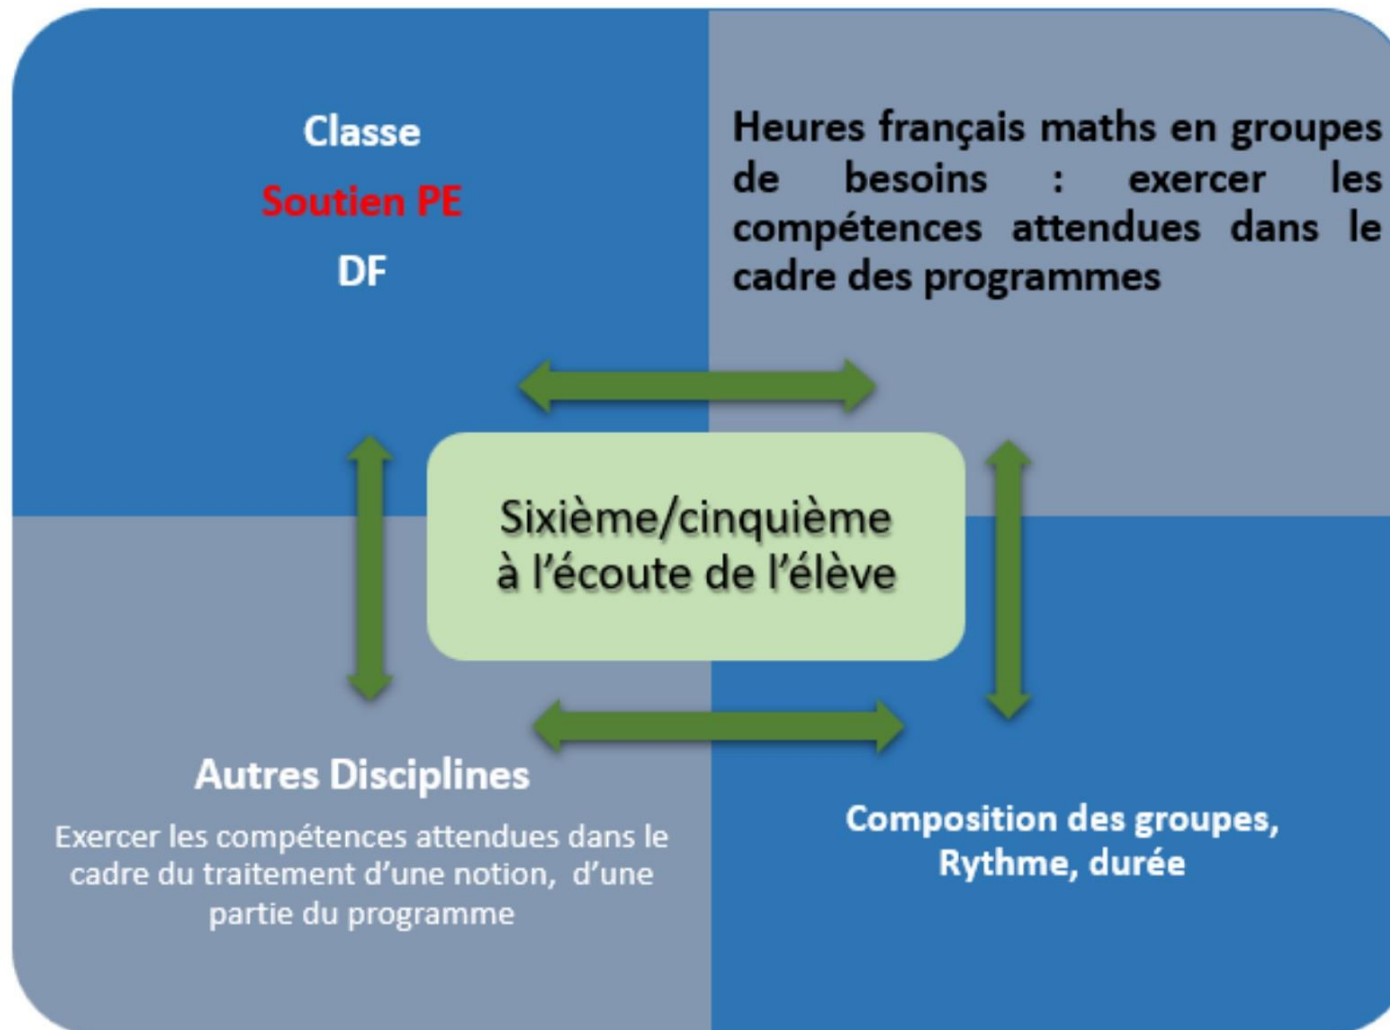 Classe
Soutien PE
DF
Heures français maths en groupes
de besoins : exercer les
compétences attendues dans le
cadre des programmes
Sixième/cinquième
à l’écoute de l’élève
Autres Disciplines
Exercer les compétences attendues dans le
cadre du traitement d’une notion, d’une
partie du programme
Composition des groupes,
Rythme, durée